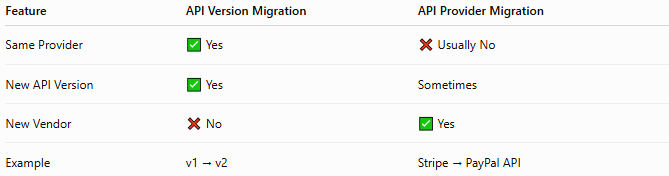 Feature API Version Migration API Provider Migration
Same Provider ✅ Yes ❌ Usually No
New API Version ✅ Yes Sometimes
New Vendor ❌ No ✅ Yes
Example v1 → v2 Stripe → PayPal API